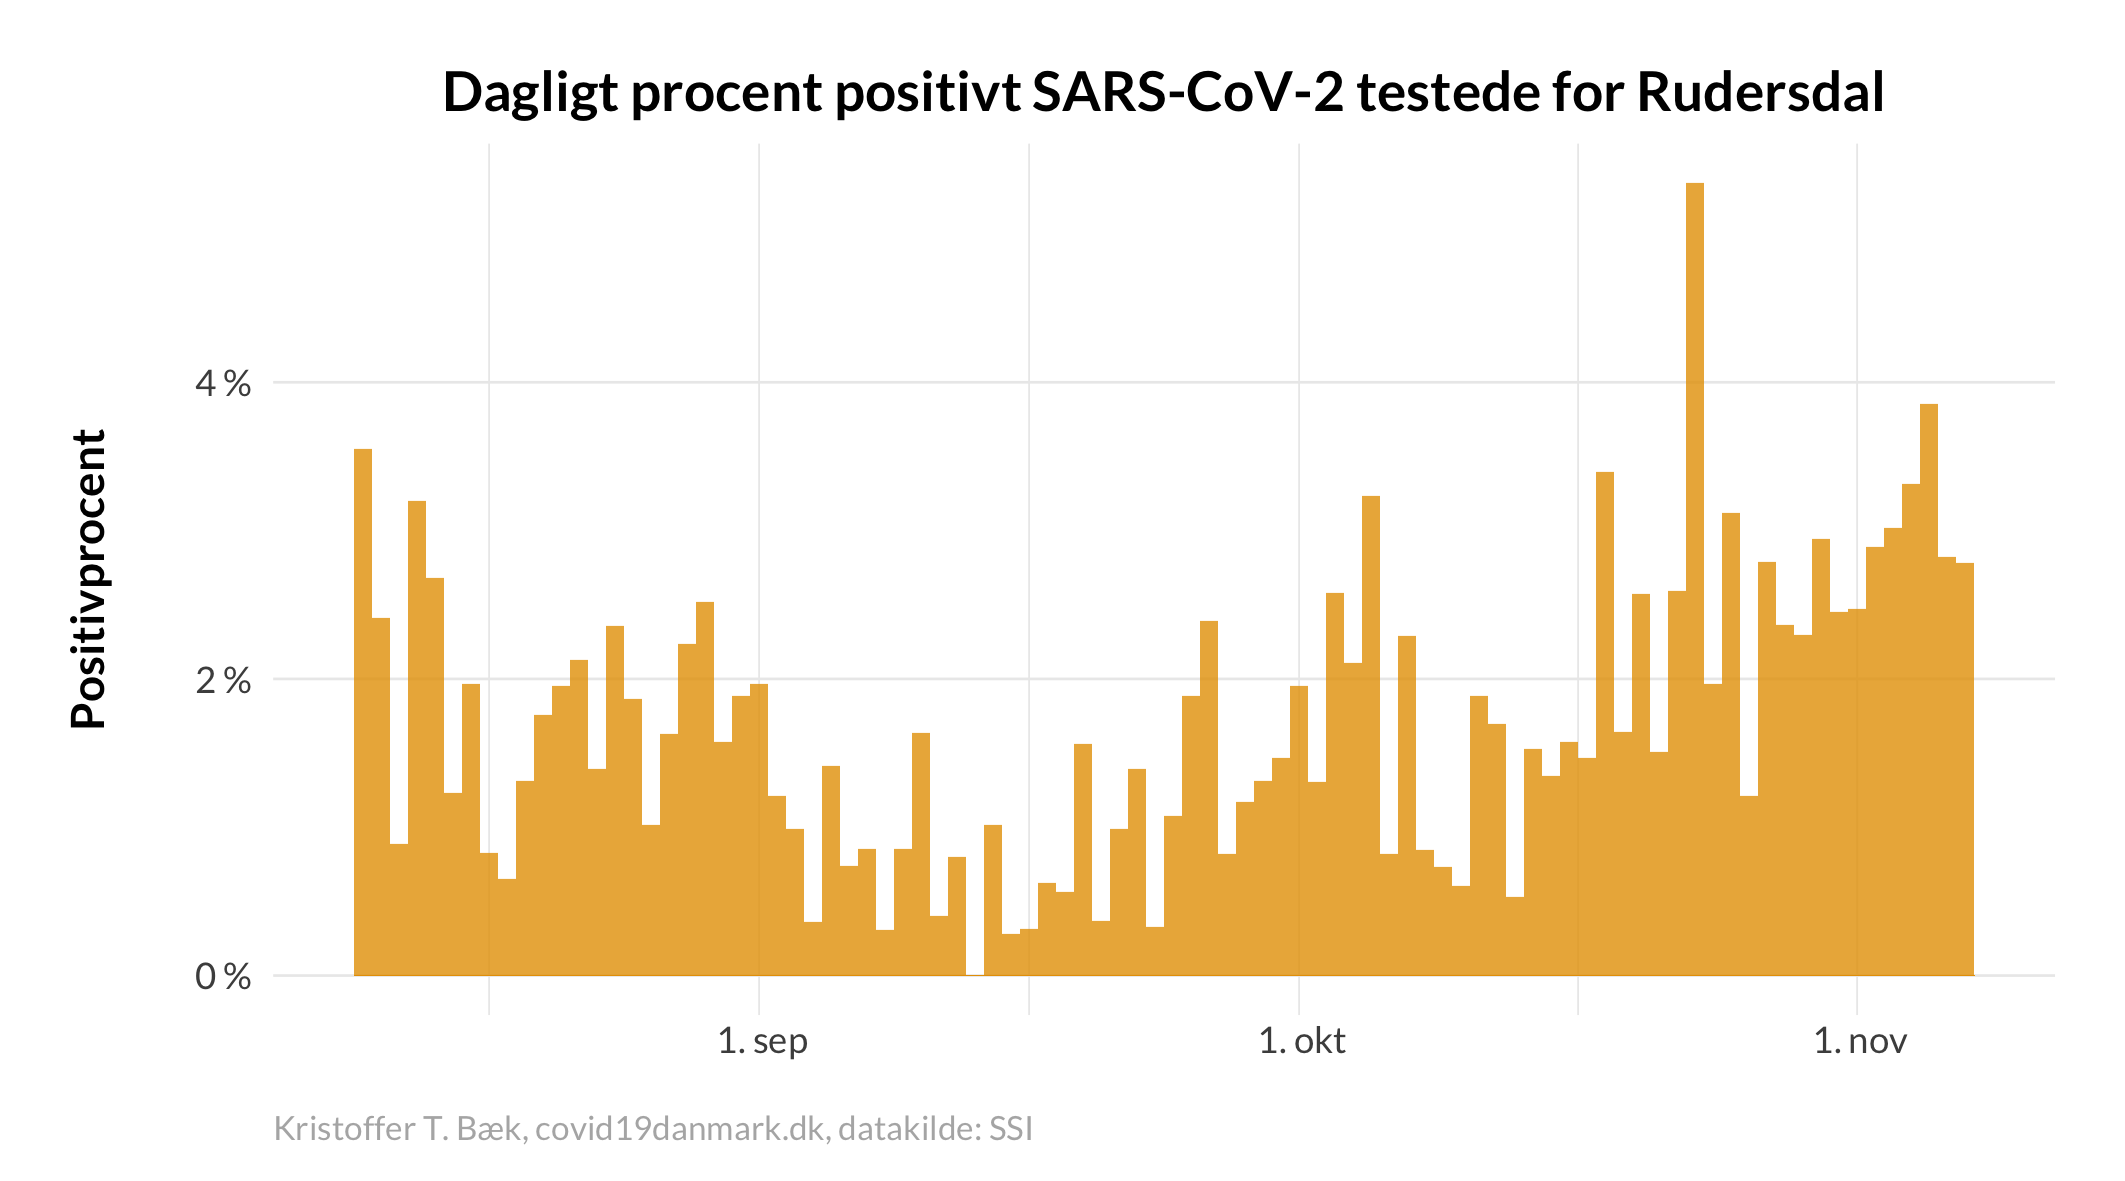 Dagligt procent positivt SARS-CoV-2 testede for Rudersdal
Positivprocent
4 %
2 %
0 %
1. sep
1. okt
1. nov
Kristoffer T. Bæk, covid19danmark.dk, datakilde: SSI